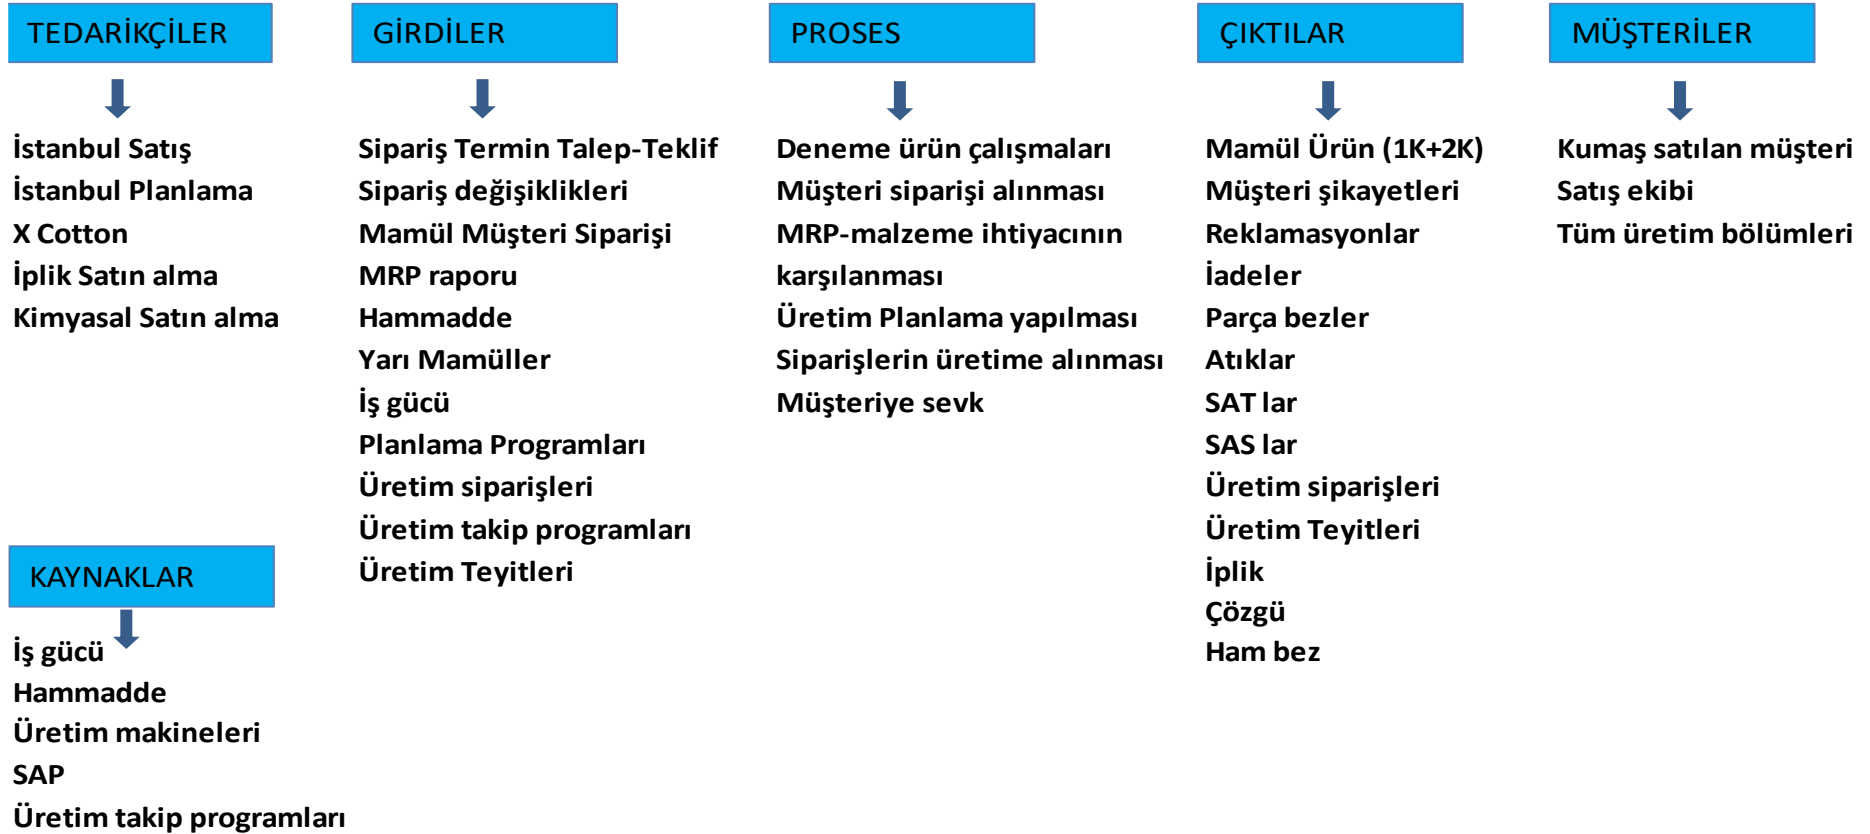 TEDARİKÇİLER
İstanbul Satış
İstanbul Planlama
X Cotton
İplik Satın alma
Kimyasal Satın alma
KAYNAKLAR
İş gücü
Hammadde
Üretim makineleri
SAP
Üretim takip programları
GİRDİLER
Sipariş Termin Talep-Teklif
Sipariş değişiklikleri
Mamül Müşteri Siparişi
MRP raporu
Hammadde
Yarı Mamüller
İş gücü
Planlama Programları
Üretim siparişleri
Üretim takip programları
Üretim Teyitleri
PROSES
Deneme ürün çalışmaları
Müşteri siparişi alınması
MRP-malzeme ihtiyacının
karşılanması
Üretim Planlama yapılması
Siparişlerin üretime alınması
Müşteriye sevk
ÇIKTILAR
Mamül Ürün (1K+2K)
Müşteri şikayetleri
Reklamasyonlar
İadeler
Parça bezler
Atıklar
SAT lar
SAS lar
Üretim siparişleri
Üretim Teyitleri
İplik
Çözgü
Ham bez
MÜŞTERİLER
Kumaş satılan müşteri
Satış ekibi
Tüm üretim bölümleri